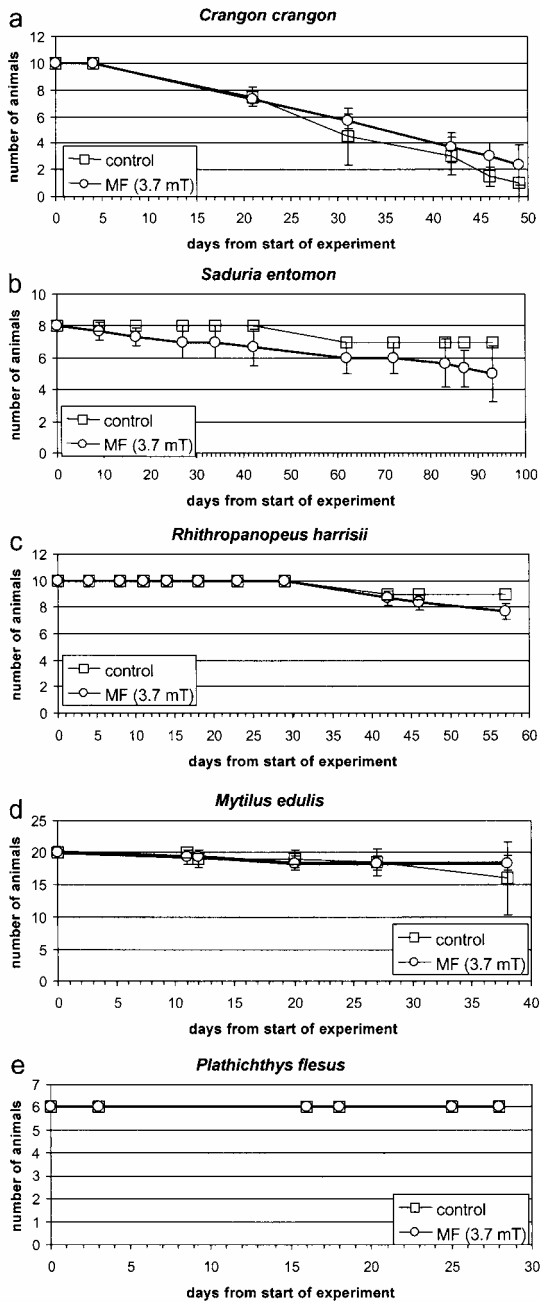 a
Crangon crangon
12
10
8
6
4
2
0
number of animals
control
MF (3.7 mT)
0 5 10 15 20 25 30 35 40 45 50
days from start of experiment
b
Saduria entomon
10
8
6
4
2
0
number of animals
control
MF (3.7 mT)
0 10 20 30 40 50 60 70 80 90 100
days from start of experiment
c
Rhithropanopeus harrisii
12
10
8
6
4
2
0
number of animals
control
MF (3.7 mT)
0 5 10 15 20 25 30 35 40 45 50 55 60
days from start of experiment
d
Mytilus edulis
25
20
15
10
5
0
number of animals
control
MF (3.7 mT)
0 5 10 15 20 25 30 35 40
days from start of experiment
e
Plathichthys flesus
7
6
5
4
3
2
1
0
number of animals
control
MF (3.7 mT)
0 5 10 15 20 25 30
days from start of experiment